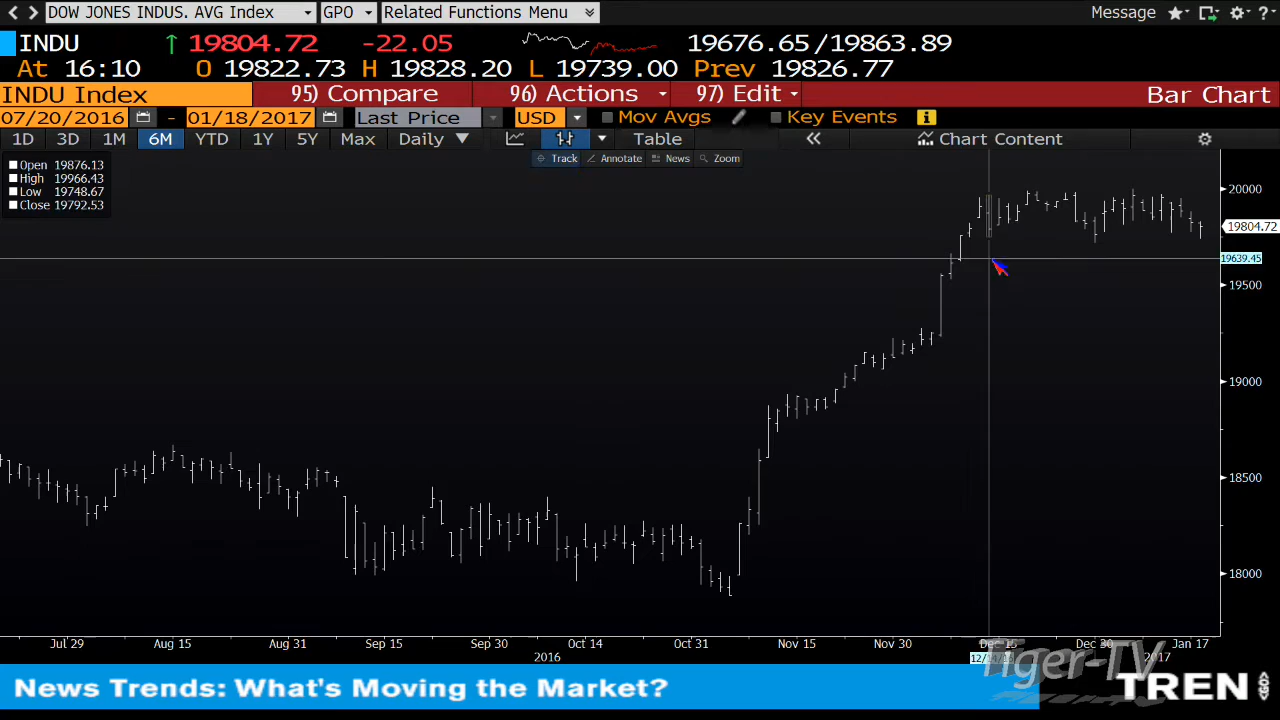 DOW JONES INDUS. AVG Index GPO Related Functions Menu Message ?
INDU 19804.72 -22.05 19676.65/19863.89
At 16:10 O 19822.73 H 19828.20 L 19739.00 Prev 19826.77
INDU Index 95) Compare 96) Actions 97) Edit Bar Chart
07/20/2016 - 01/18/2017 Last Price USD Mov Avgs Key Events i
1D 3D 1M 6M YTD 1Y 5Y Max Daily Table Chart Content
Track Annotate News Zoom
Open 19876.13
High 19966.43
Low 19748.67
Close 19792.53
20000
19804.72
19639.45
19500
19000
18500
18000
Jul 29 Aug 15 Aug 31 Sep 15 Sep 30 Oct 14 Oct 31 Nov 15 Nov 30 Dec 15 Dec 30 Jan 17
2016 2017
Tiger-TV
News Trends: What's Moving the Market?
TREN